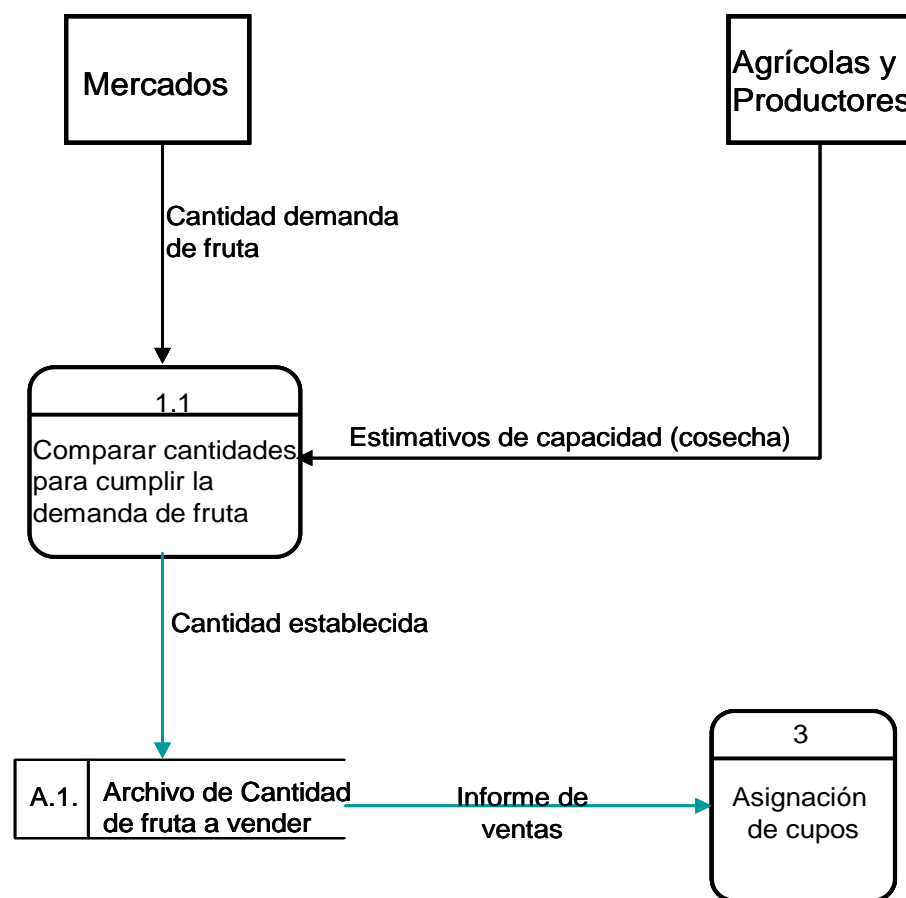 Mercados
Agrícolas y
Productores
Cantidad demanda
de fruta
1.1
Comparar cantidades
para cumplir la
demanda de fruta
Estimativos de capacidad (cosecha)
Cantidad establecida
A.1.
Archivo de Cantidad
de fruta a vender
Informe de
ventas
3
Asignación
de cupos